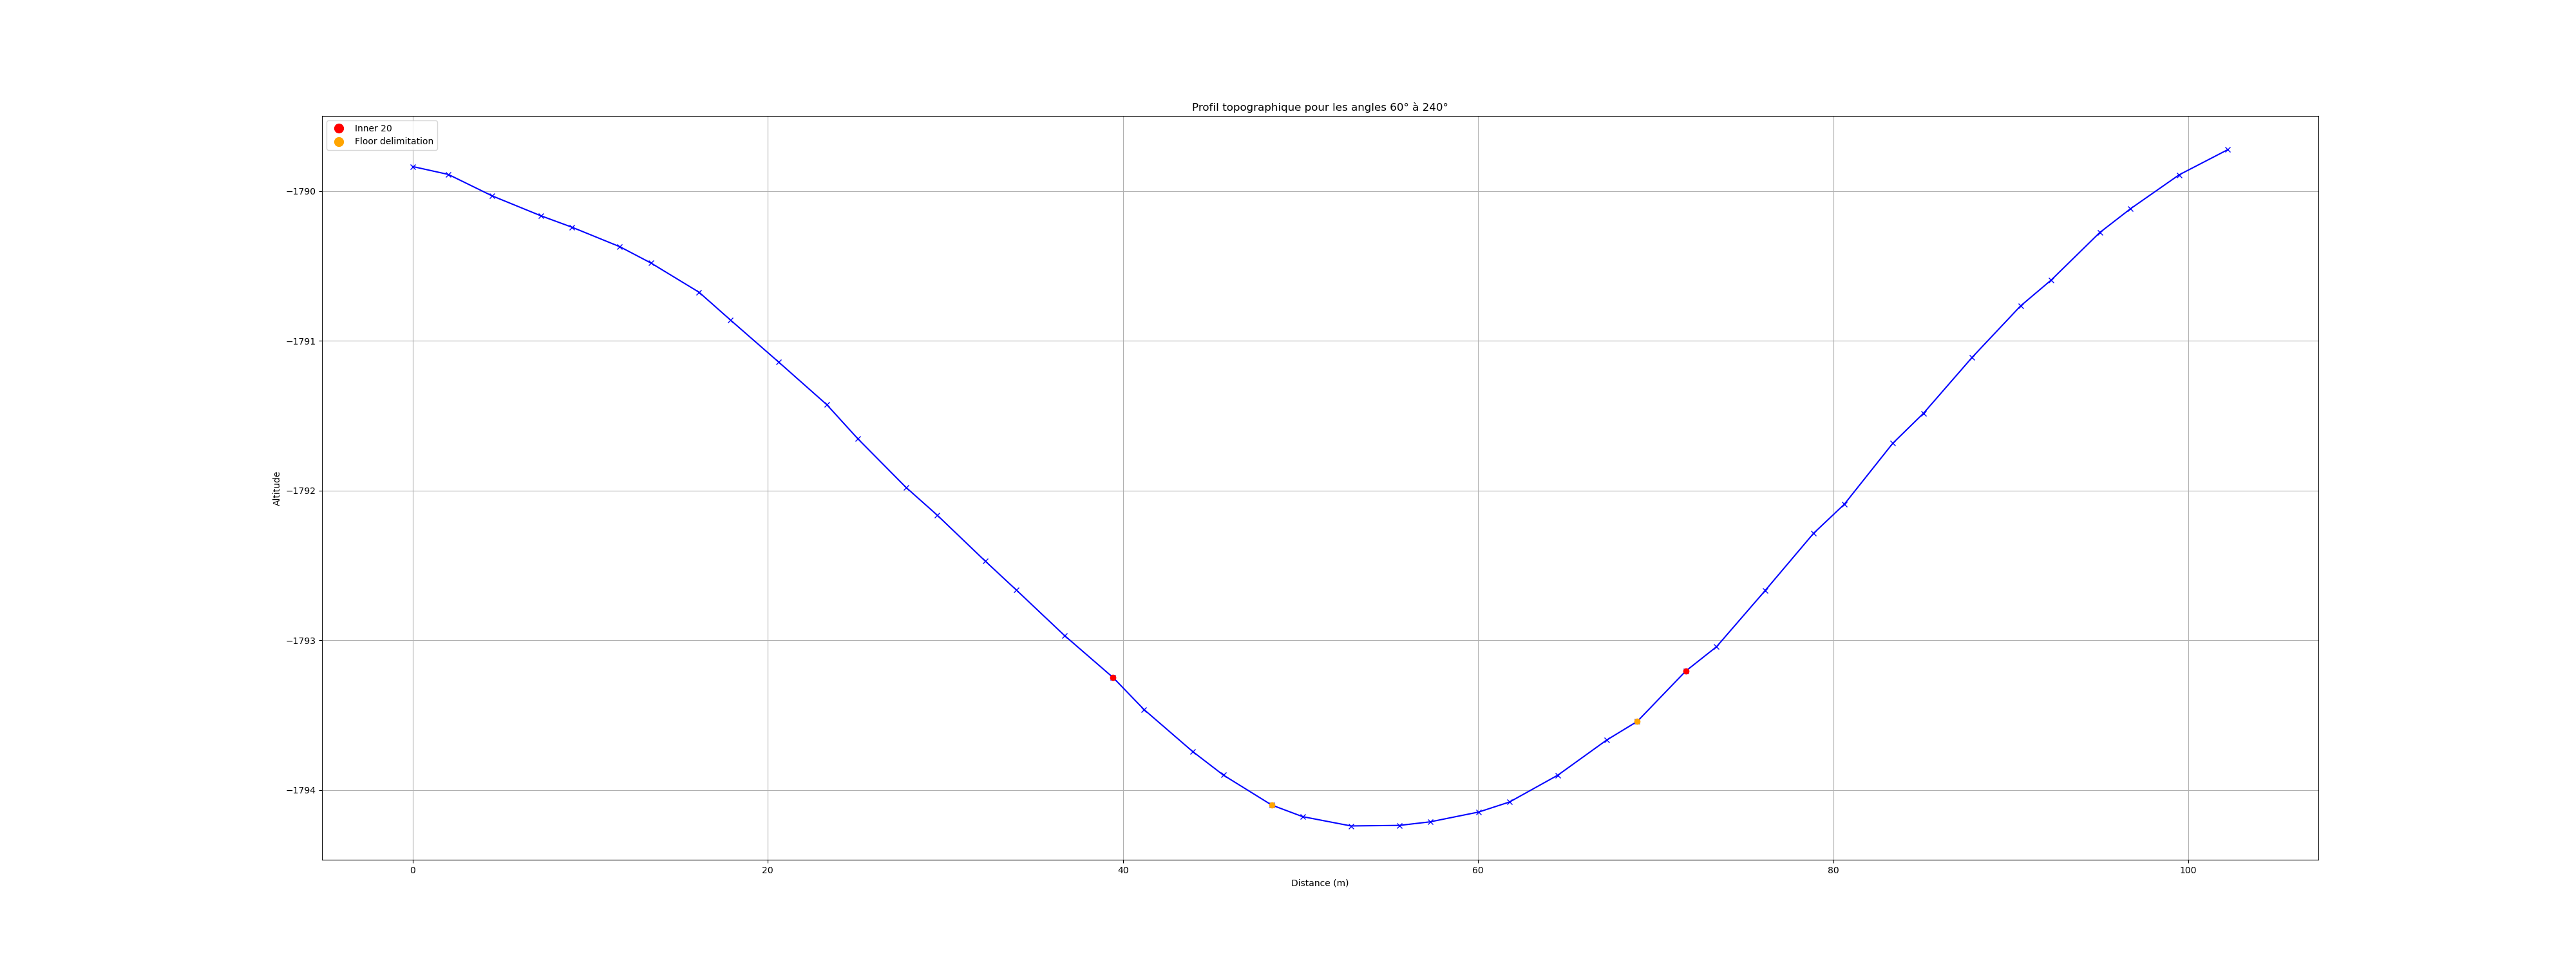 Profil topographique pour les angles 60° à 240°
Inner 20
Floor delimitation
−1790
−1791
−1792
−1793
−1794
Altitude
0 20 40 60 80 100
Distance (m)